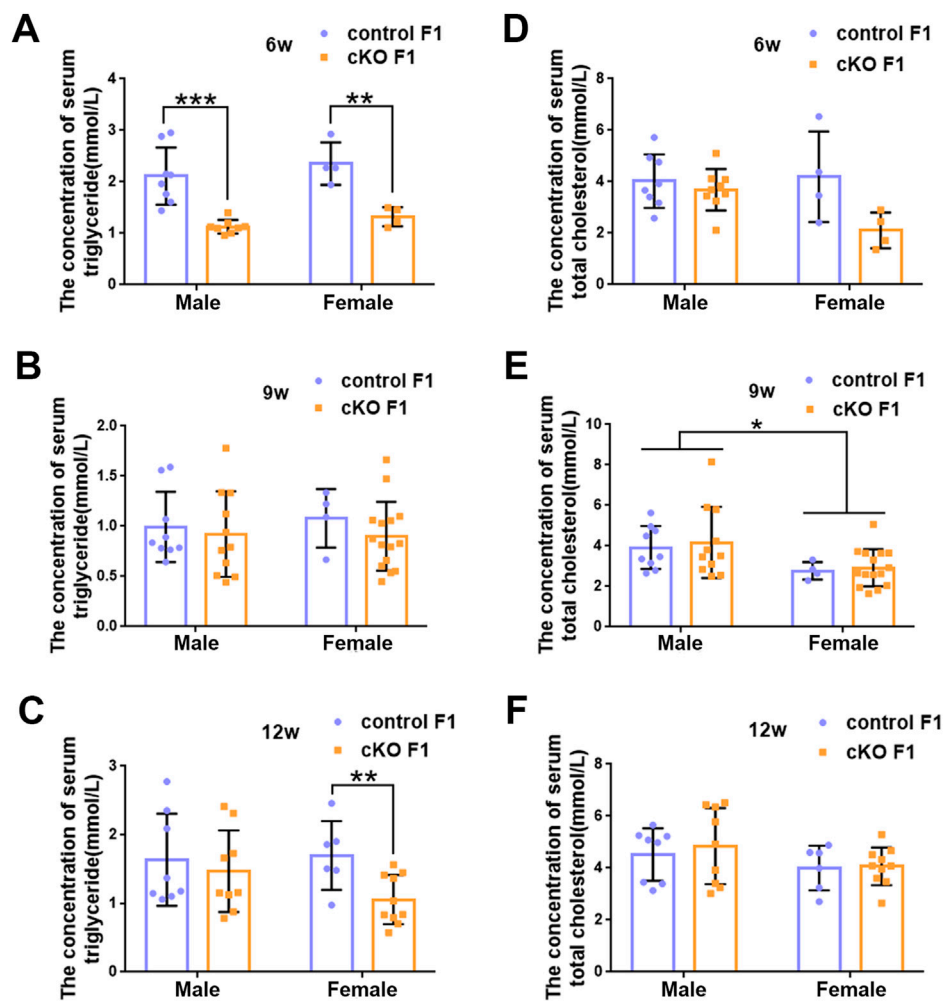 A
6w
control F1
cKO F1
The concentration of serum
triglyceride(mmol/L)
4
3
2
1
0
***
**
Male
Female
D
6w
control F1
cKO F1
The concentration of serum
total cholesterol(mmol/L)
8
6
4
2
0
Male
Female
B
9w
control F1
cKO F1
The concentration of serum
triglyceride(mmol/L)
2.0
1.5
1.0
0.5
0.0
Male
Female
E
9w
control F1
cKO F1
The concentration of serum
total cholesterol(mmol/L)
10
8
6
4
2
0
*
Male
Female
C
12w
control F1
cKO F1
The concentration of serum
triglyceride(mmol/L)
3
2
1
0
**
Male
Female
F
12w
control F1
cKO F1
The concentration of serum
total cholesterol(mmol/L)
8
6
4
2
0
Male
Female